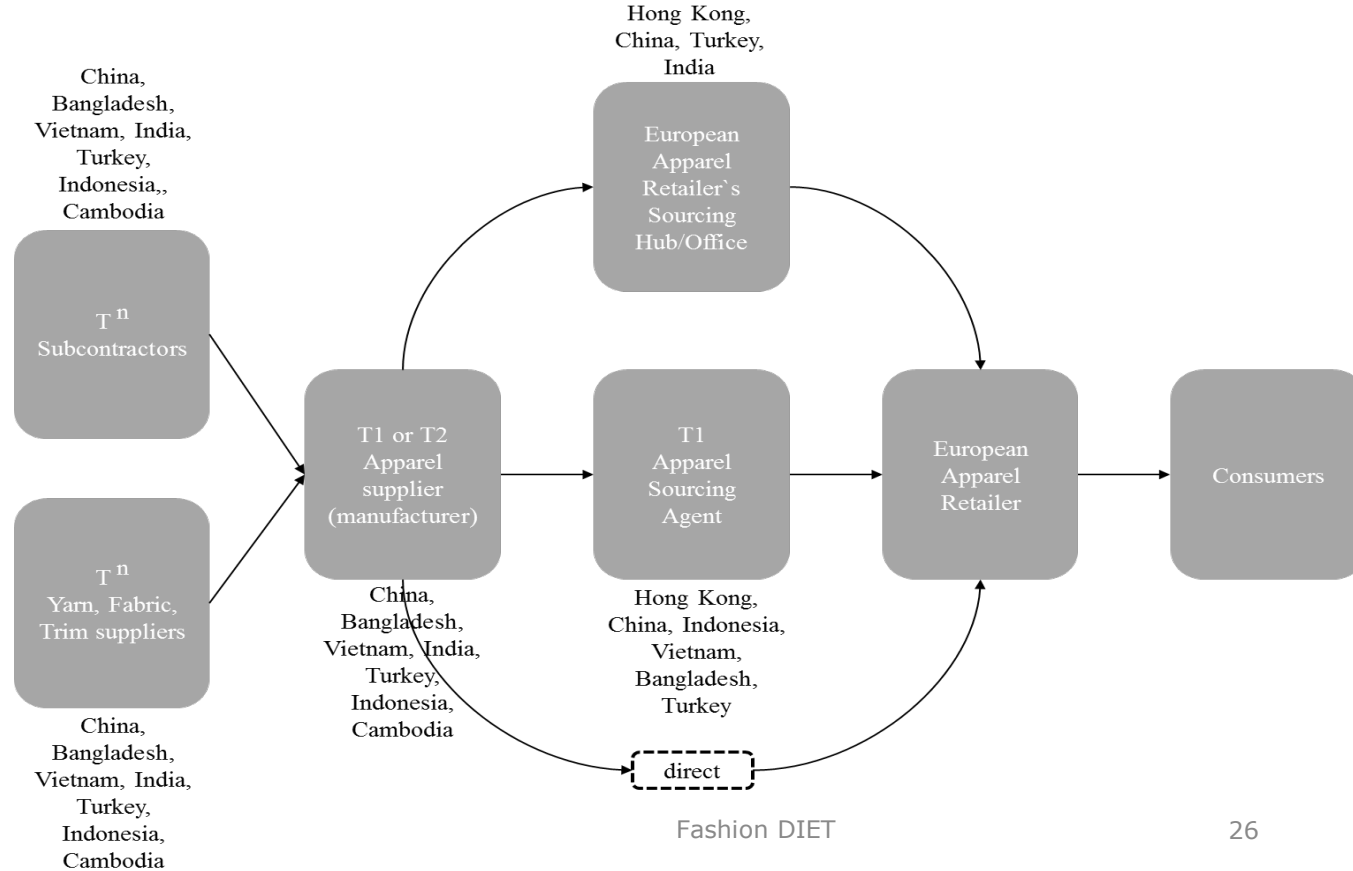 China,
Bangladesh,
Vietnam, India,
Turkey,
Indonesia,,
Cambodia
T n
Subcontractors
T n
Yarn, Fabric,
Trim suppliers
China,
Bangladesh,
Vietnam, India,
Turkey,
Indonesia,
Cambodia
T1 or T2
Apparel
supplier
(manufacturer)
China,
Bangladesh,
Vietnam, India,
Turkey,
Indonesia,
Cambodia
Hong Kong,
China, Turkey,
India
European
Apparel
Retailer`s
Sourcing
Hub/Office
T1
Apparel
Sourcing
Agent
Hong Kong,
China, Indonesia,
Vietnam,
Bangladesh,
Turkey
direct
European
Apparel
Retailer
Consumers
Fashion DIET
26